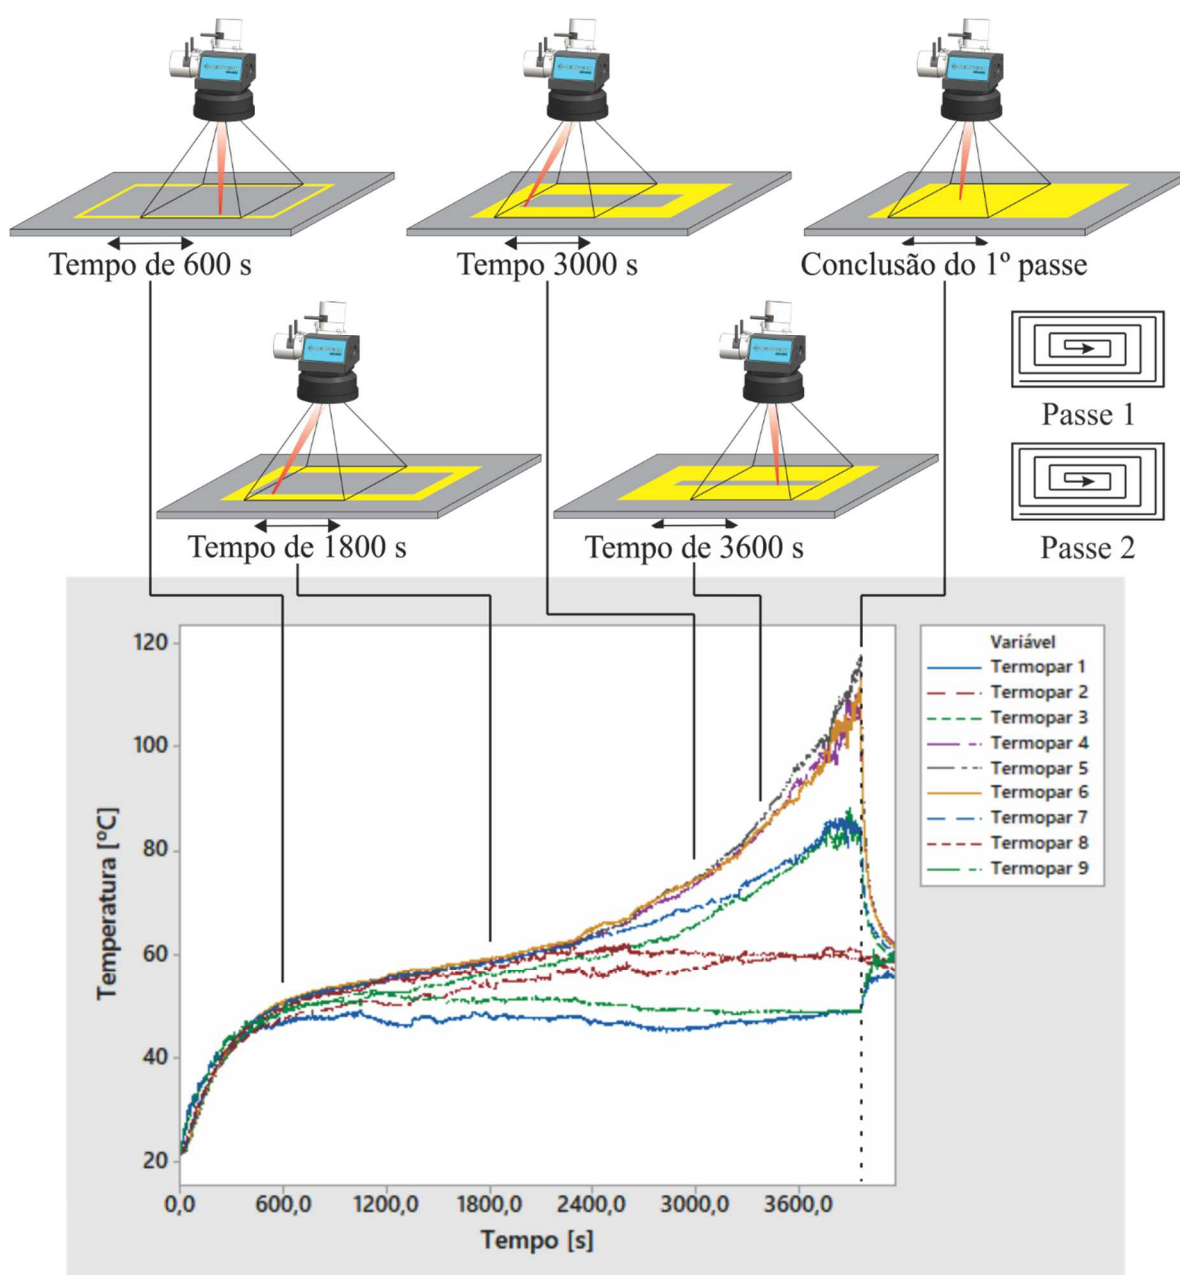 Tempo de 600 s
Tempo 3000 s
Conclusão do 1º passe
Tempo de 1800 s
Tempo de 3600 s
Passe 1
Passe 2
120
100
80
60
40
20
0,0
600,0
1200,0
1800,0
2400,0
3000,0
3600,0
Temperatura [ºC]
Tempo [s]
Variável
Termopar 1
Termopar 2
Termopar 3
Termopar 4
Termopar 5
Termopar 6
Termopar 7
Termopar 8
Termopar 9